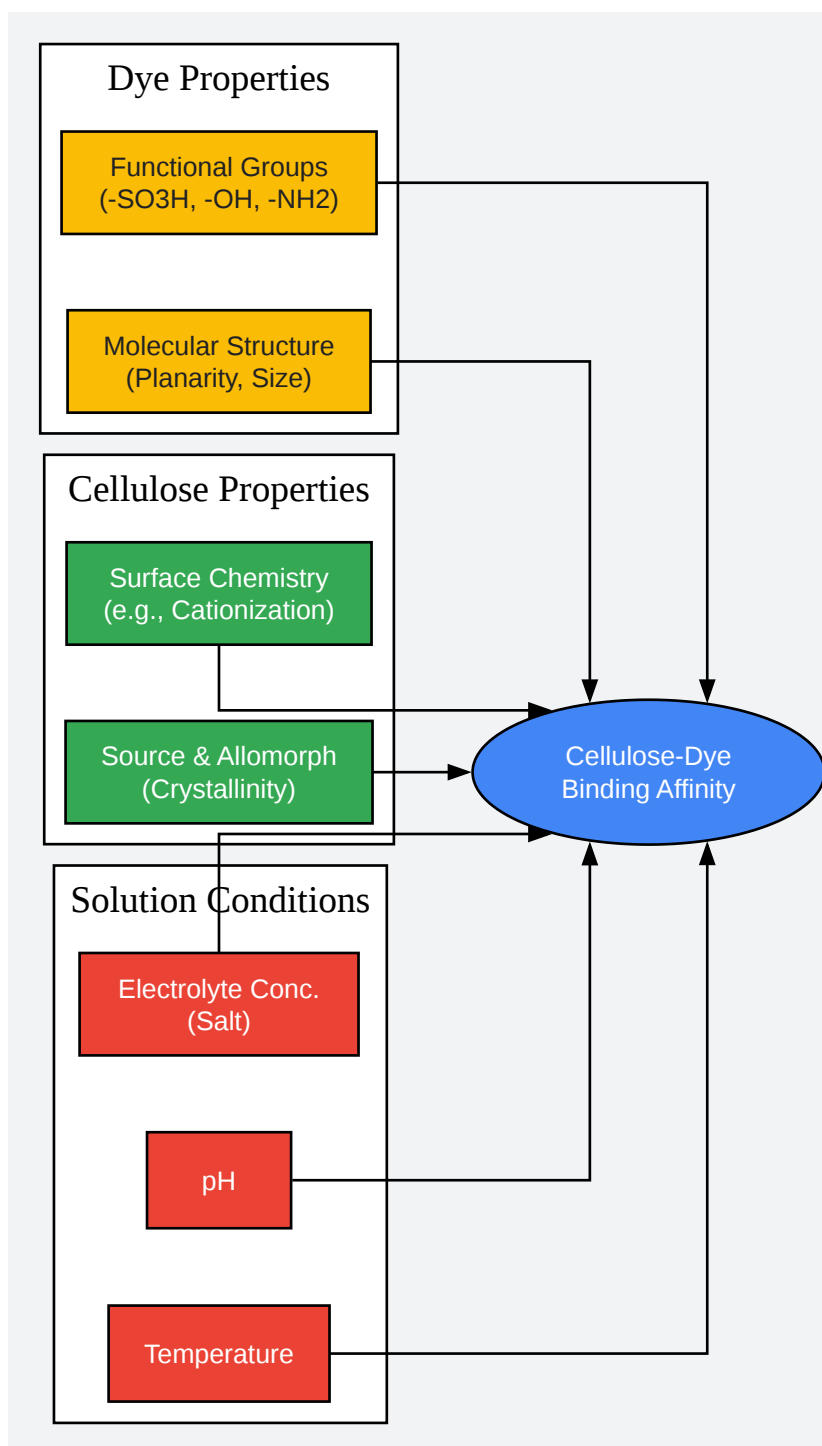 Dye Properties
Functional Groups
(-SO3H, -OH, -NH2)
Molecular Structure
(Planarity, Size)
Cellulose Properties
Surface Chemistry
(e.g., Cationization)
Source & Allomorph
(Crystallinity)
Cellulose-Dye
Binding Affinity
Solution Conditions
Electrolyte Conc.
(Salt)
pH
Temperature